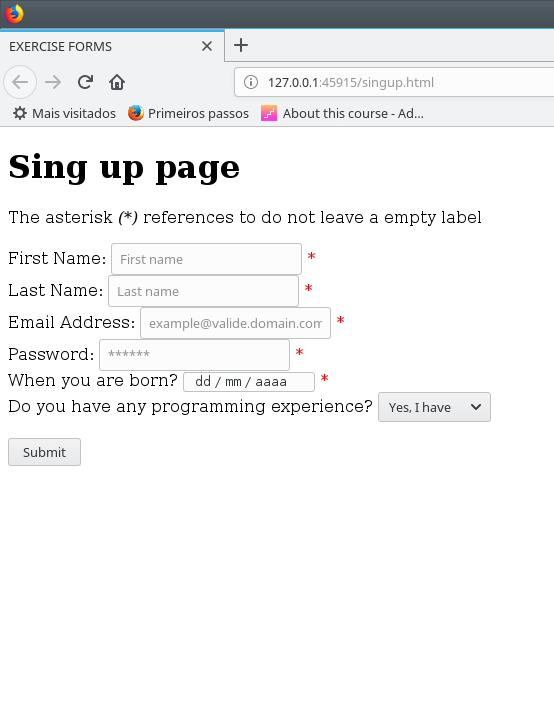 EXERCISE FORMS
127.0.0.1:45915/singup.html
Mais visitados Primeiros passos About this course - Ad...
Sing up page
The asterisk (*) references to do not leave a empty label
First Name: First name *
Last Name: Last name *
Email Address: example@valide.domain.com *
Password: ****** *
When you are born? dd / mm / aaaa *
Do you have any programming experience? Yes, I have
Submit